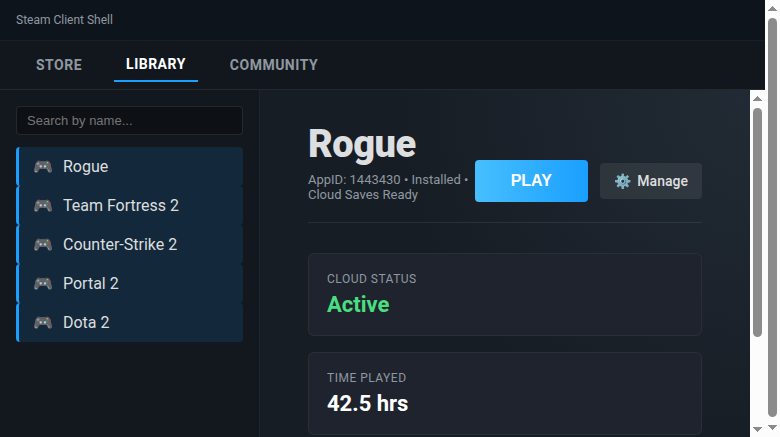 Steam Client Shell
STORE
LIBRARY
COMMUNITY
Search by name...
Rogue
Team Fortress 2
Counter-Strike 2
Portal 2
Dota 2
Rogue
AppID: 1443430 • Installed •
Cloud Saves Ready
PLAY
Manage
CLOUD STATUS
Active
TIME PLAYED
42.5 hrs